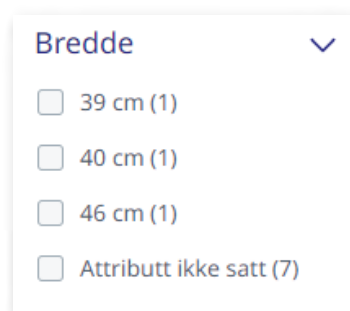 Bredde
39 cm (1)
40 cm (1)
46 cm (1)
Attributt ikke satt (7)